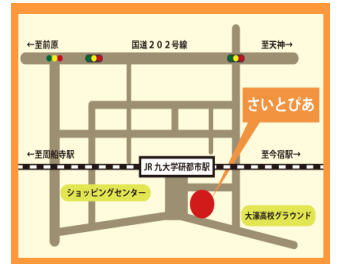 ←至前原
国道202号線
至天神→
さいとぴあ
←至周船寺駅
JR 九大学研都市駅
至今宿駅→
ショッピングセンター
大濠高校グラウンド